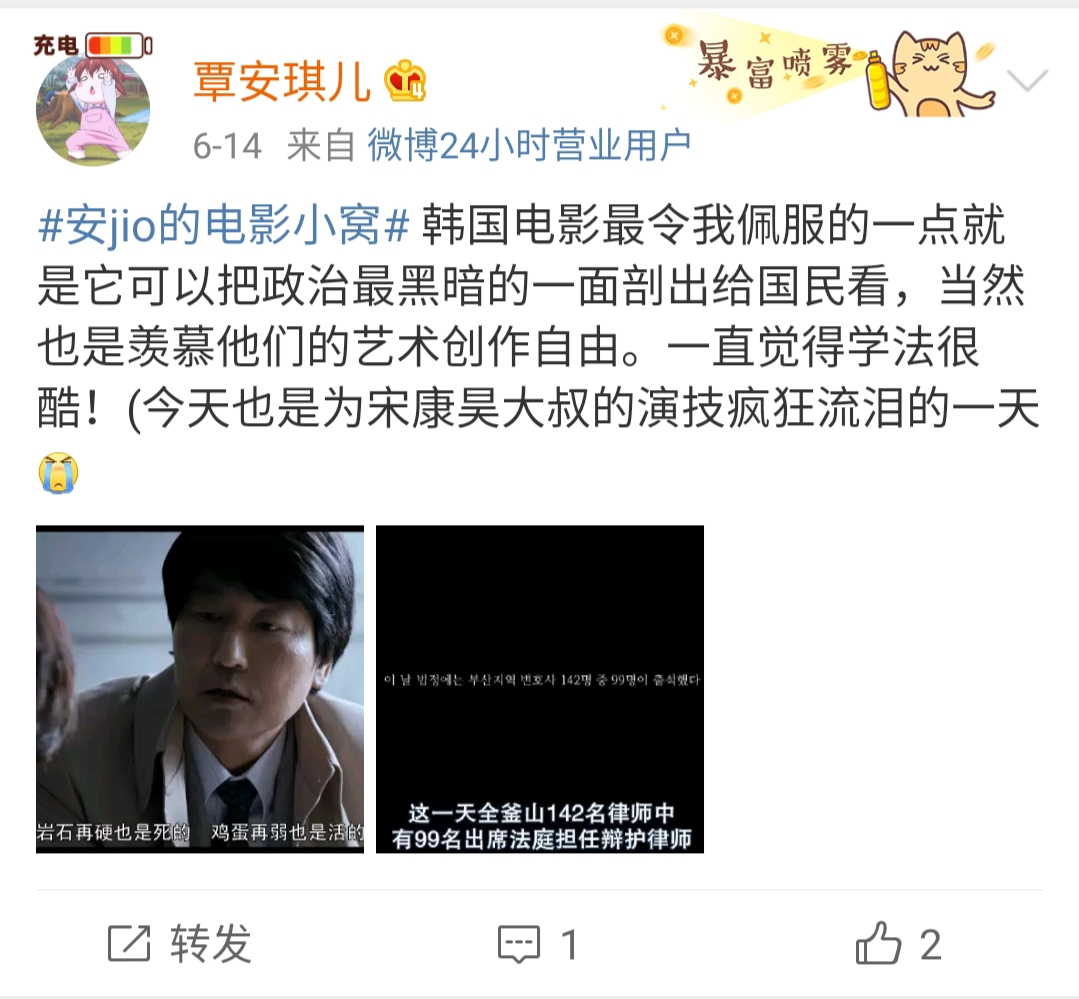 充电
覃安琪儿
暴富喷雾
6-14 来自 微博24小时营业用户
#安jio的电影小窝# 韩国电影最令我佩服的一点就
是它可以把政治最黑暗的一面剖出给国民看，当然
也是羡慕他们的艺术创作自由。一直觉得学法很
酷！(今天也是为宋康昊大叔的演技疯狂流泪的一天
岩石再硬也是死的 鸡蛋再弱也是活的
이 날 법정에는 부산지역 변호사 142명 중 99명이 출석했다
这一天全釜山142名律师中
有99名出席法庭担任辩护律师
转发 1 2